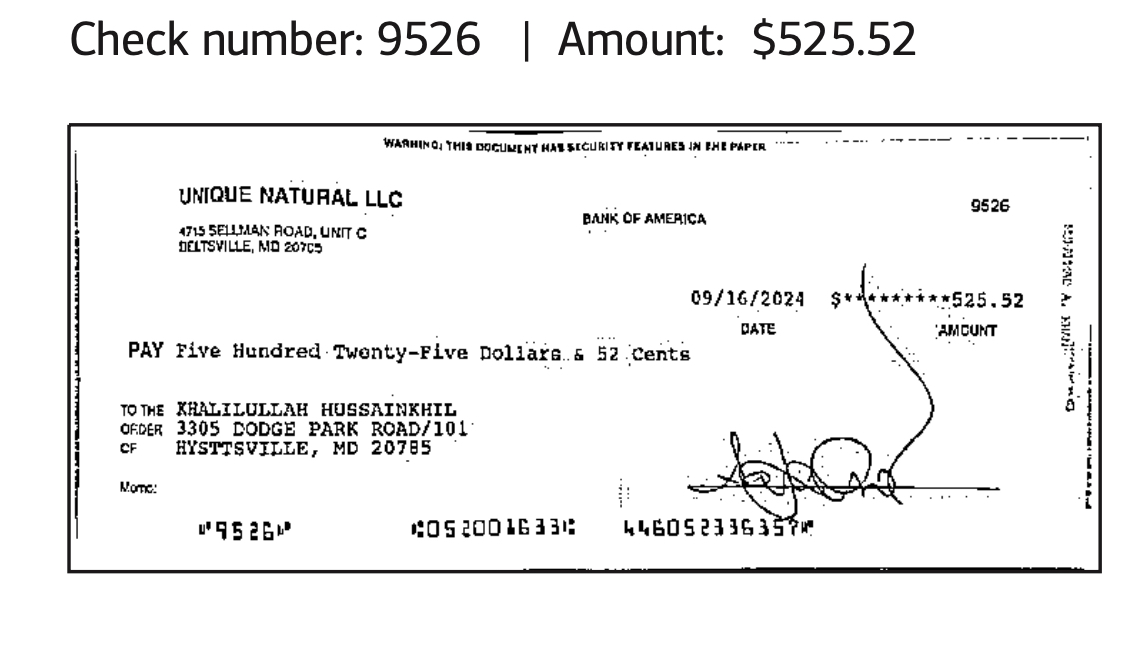 Check number: 9526 | Amount: $525.52
WARNING: THIS DOCUMENT HAS SECURITY FEATURES IN THE PAPER
UNIQUE NATURAL LLC
4715 SELLMAN ROAD, UNIT C
BELTSVILLE, MD 20705
BANK OF AMERICA
9526
09/16/2024 $**********525.52
DATE AMOUNT
PAY Five Hundred Twenty-Five Dollars & 52 Cents
TO THE KHALILULLAH HUSSAINKHIL
ORDER 3305 DODGE PARK ROAD/101
OF HYSTTSVILLE, MD 20785
Memo:
⑈9526⑈ ⑆052001633⑆ 446052336357⑈